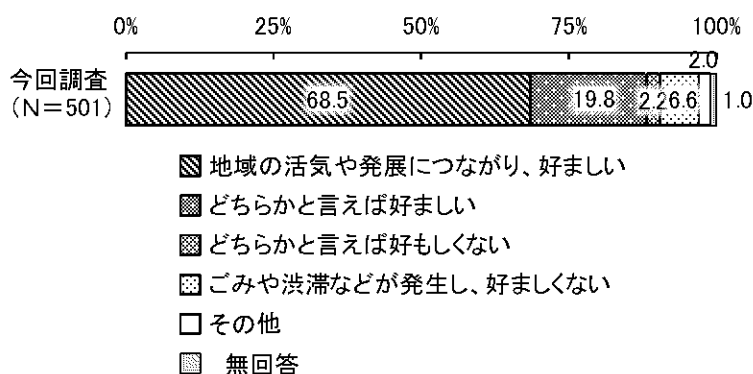 0% 25% 50% 75% 100%
2.0
今回調査
(N=501)
68.5 19.8 2.2 6.6 1.0
地域の活気や発展につながり、好ましい
どちらかと言えば好ましい
どちらかと言えば好もしくない
ごみや渋滞などが発生し、好ましくない
その他
無回答